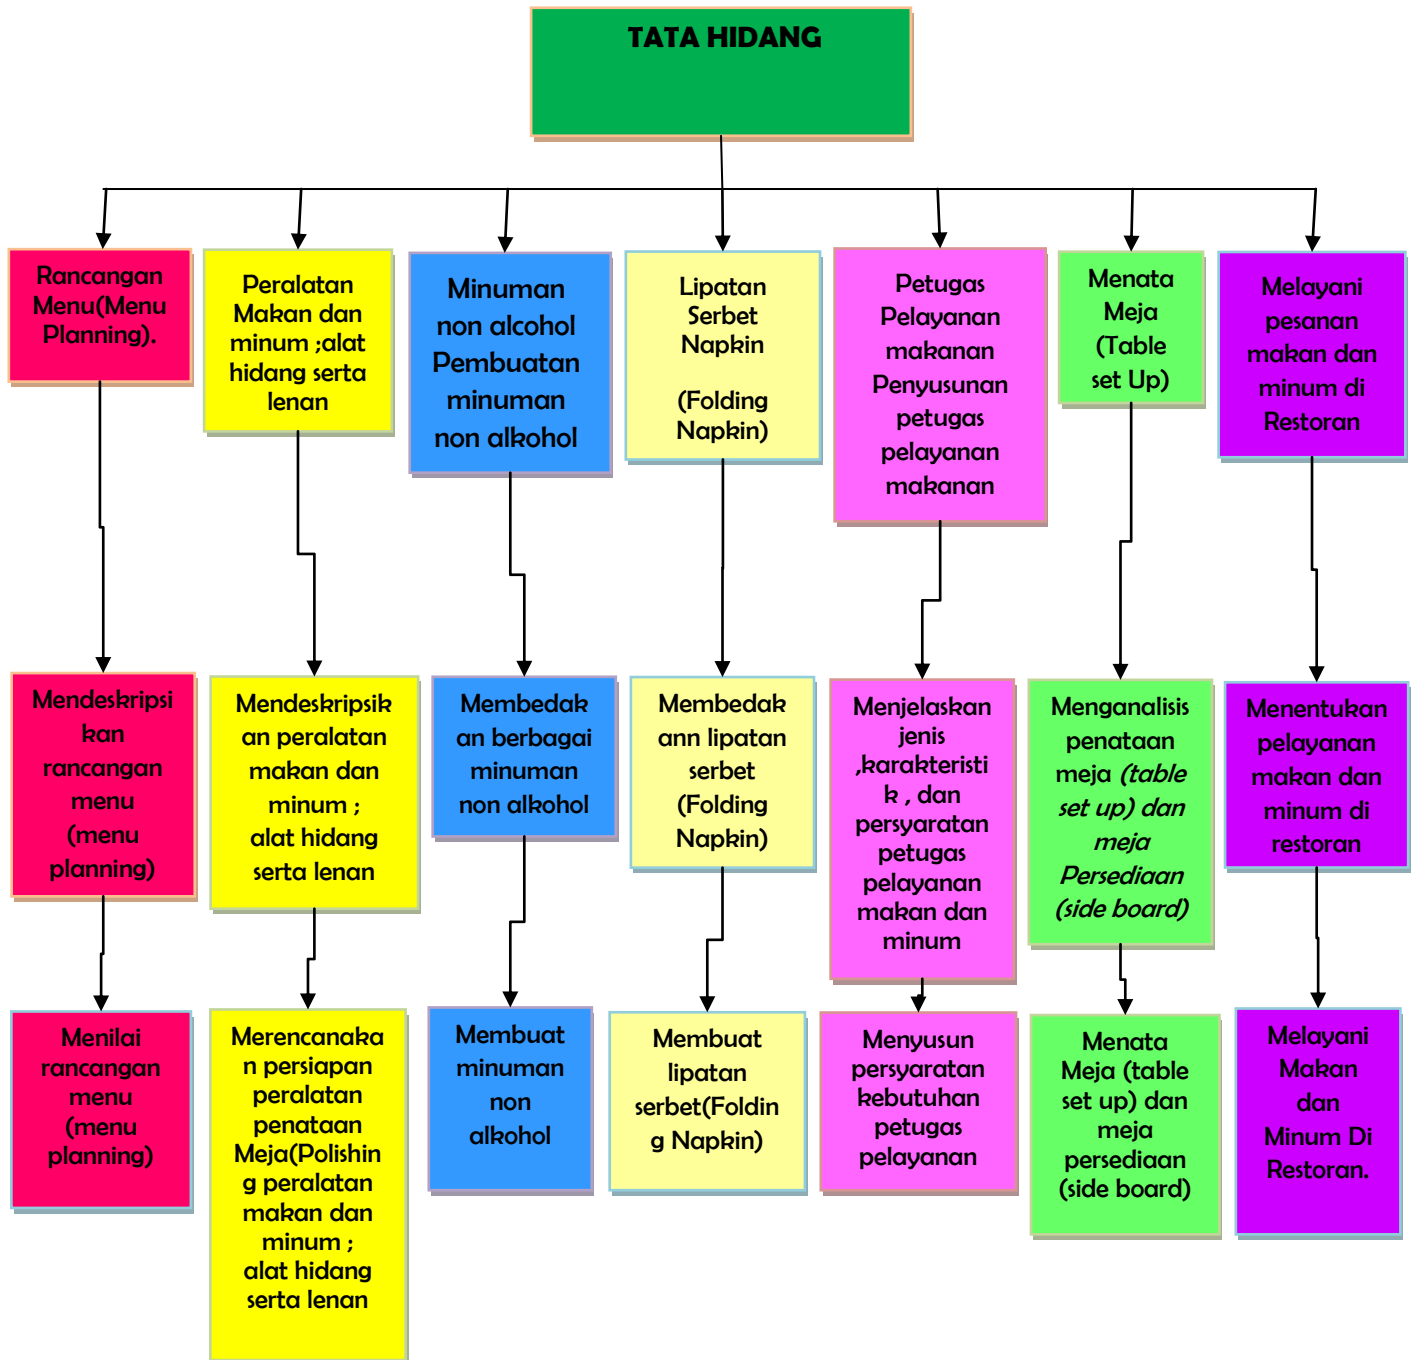 TATA HIDANG
Rancangan
Menu(Menu
Planning).
Peralatan
Makan dan
minum ;alat
hidang serta
lenan
Minuman
non alcohol
Pembuatan
minuman
non alkohol
Lipatan
Serbet
Napkin
(Folding
Napkin)
Petugas
Pelayanan
makanan
Penyusunan
petugas
pelayanan
makanan
Menata
Meja
(Table
set Up)
Melayani
pesanan
makan dan
minum di
Restoran
Mendeskripsi
kan
rancangan
menu
(menu
planning)
Mendeskripsik
an peralatan
makan dan
minum ;
alat hidang
serta lenan
Membedak
an berbagai
minuman
non alkohol
Membedak
ann lipatan
serbet
(Folding
Napkin)
Menjelaskan
jenis
,karakteristi
k , dan
persyaratan
petugas
pelayanan
makan dan
minum
Menganalisis
penataan
meja (table
set up) dan
meja
Persediaan
(side board)
Menentukan
pelayanan
makan dan
minum di
restoran
Menilai
rancangan
menu
(menu
planning)
Merencanaka
n persiapan
peralatan
penataan
Meja(Polishin
g peralatan
makan dan
minum ;
alat hidang
serta lenan
Membuat
minuman
non
alkohol
Membuat
lipatan
serbet(Foldin
g Napkin)
Menyusun
persyaratan
kebutuhan
petugas
pelayanan
Menata
Meja (table
set up) dan
meja
persediaan
(side board)
Melayani
Makan
dan
Minum Di
Restoran.